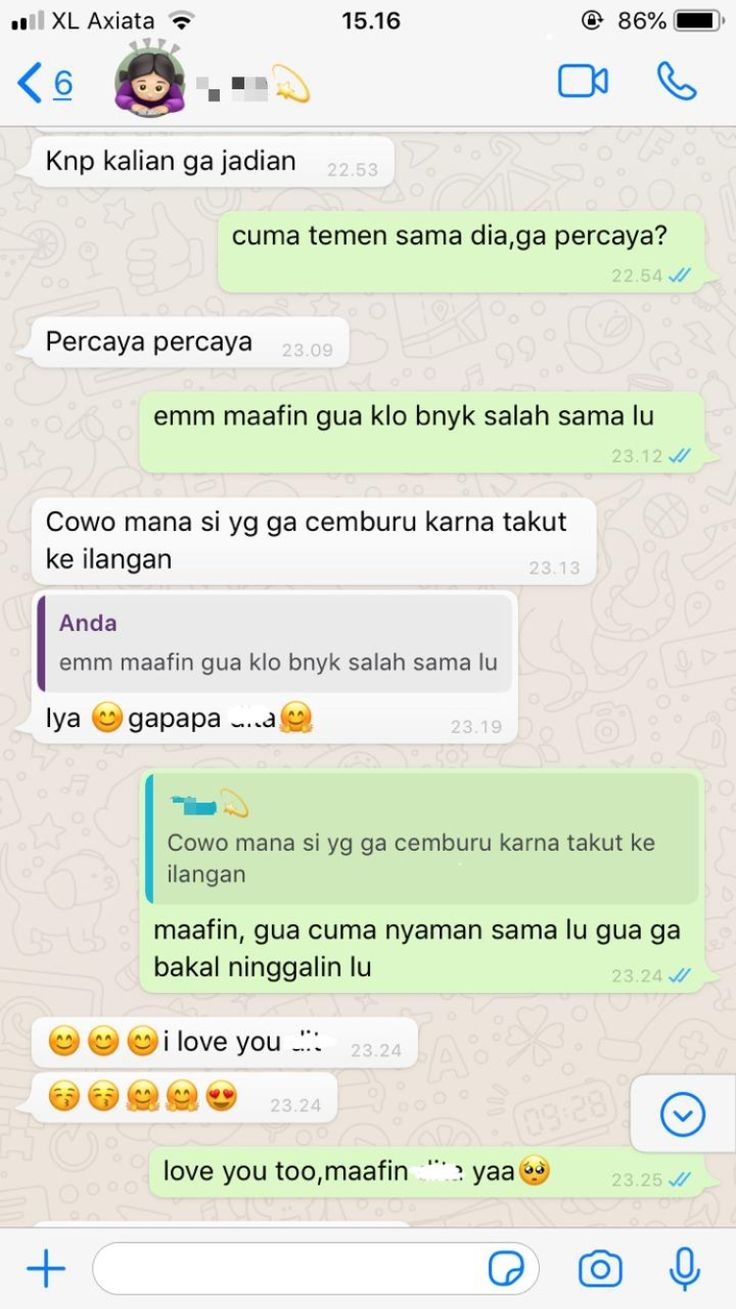 XL Axiata 15.16 86%
6
Knp kalian ga jadian 22.53
cuma temen sama dia,ga percaya?
22.54
Percaya percaya 23.09
emm maafin gua klo bnyk salah sama lu
23.12
Cowo mana si yg ga cemburu karna takut
ke ilangan 23.13
Anda
emm maafin gua klo bnyk salah sama lu
Iya 😊 gapapa 🤗 23.19
Cowo mana si yg ga cemburu karna takut ke
ilangan
maafin, gua cuma nyaman sama lu gua ga
bakal ninggalin lu 23.24
😊😊😊i love you 23.24
😚😚🤗🤗😍 23.24
love you too,maafin yaa🥺 23.25